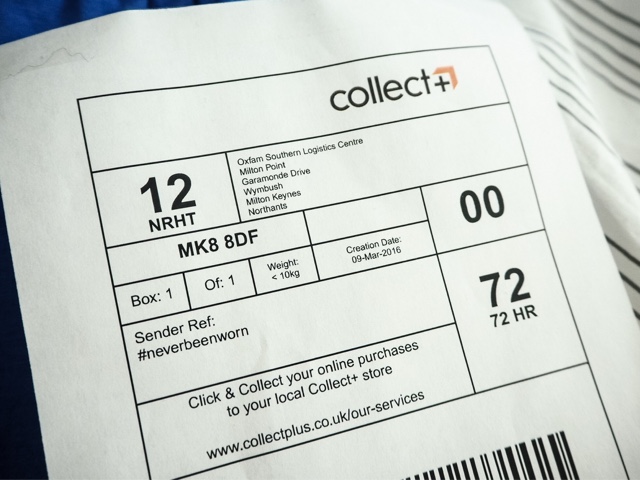 collect+
12
NRHT
Oxfam Southern Logistics Centre
Milton Point
Garamonde Drive
Wymbush
Milton Keynes
Northants
MK8 8DF
00
Box: 1
Of: 1
Weight:
< 10kg
Creation Date:
09-Mar-2016
72
72 HR
Sender Ref:
#neverbeenworn
Click & Collect your online purchases
to your local Collect+ store
www.collectplus.co.uk/our-services